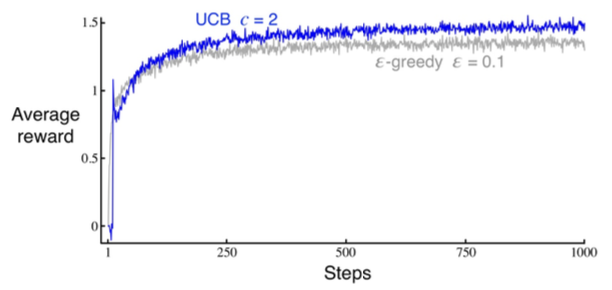 1.5
UCB c = 2
ε-greedy ε = 0.1
1
Average
reward
0.5
0
1
250
500
750
1000
Steps